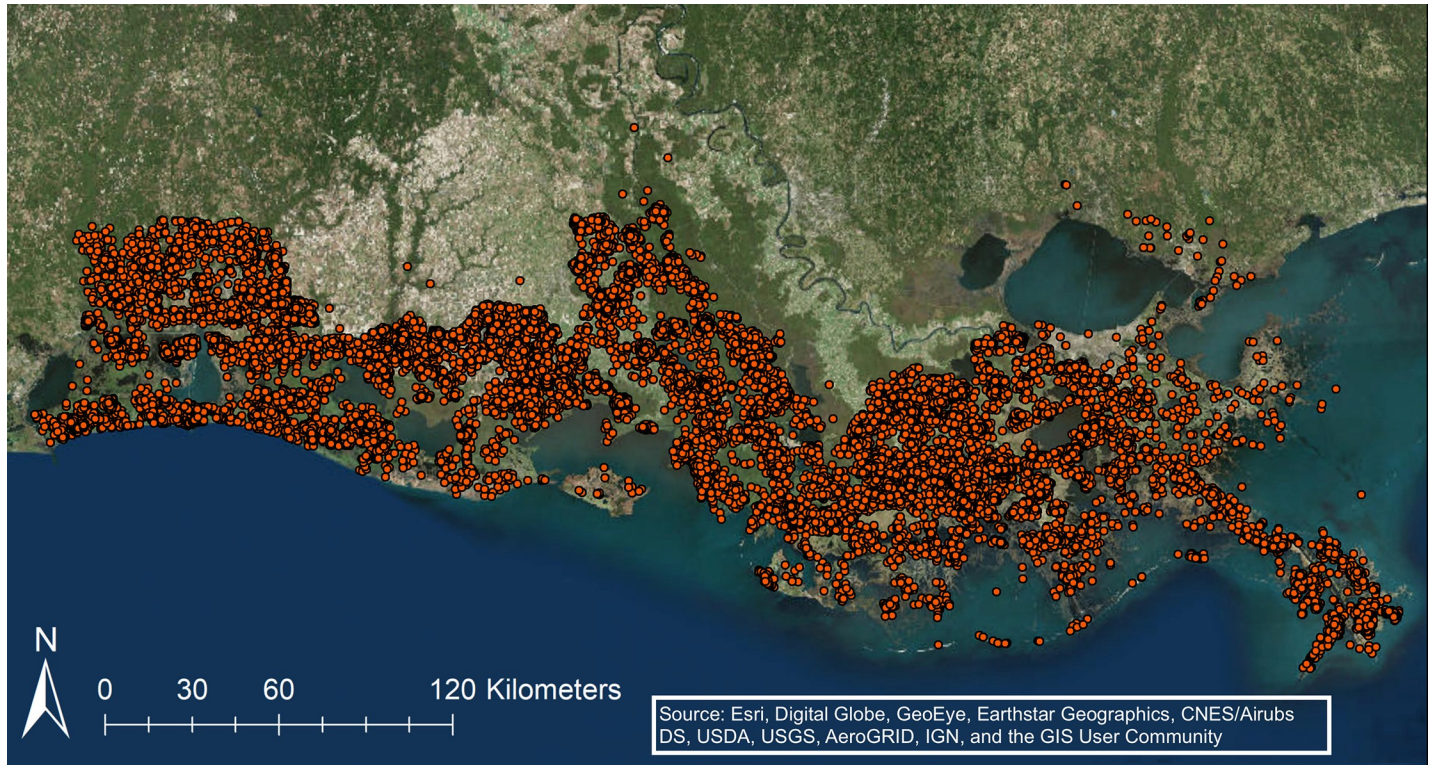 N
0 30 60 120 Kilometers
Source: Esri, Digital Globe, GeoEye, Earthstar Geographics, CNES/Airubs
DS, USDA, USGS, AeroGRID, IGN, and the GIS User Community